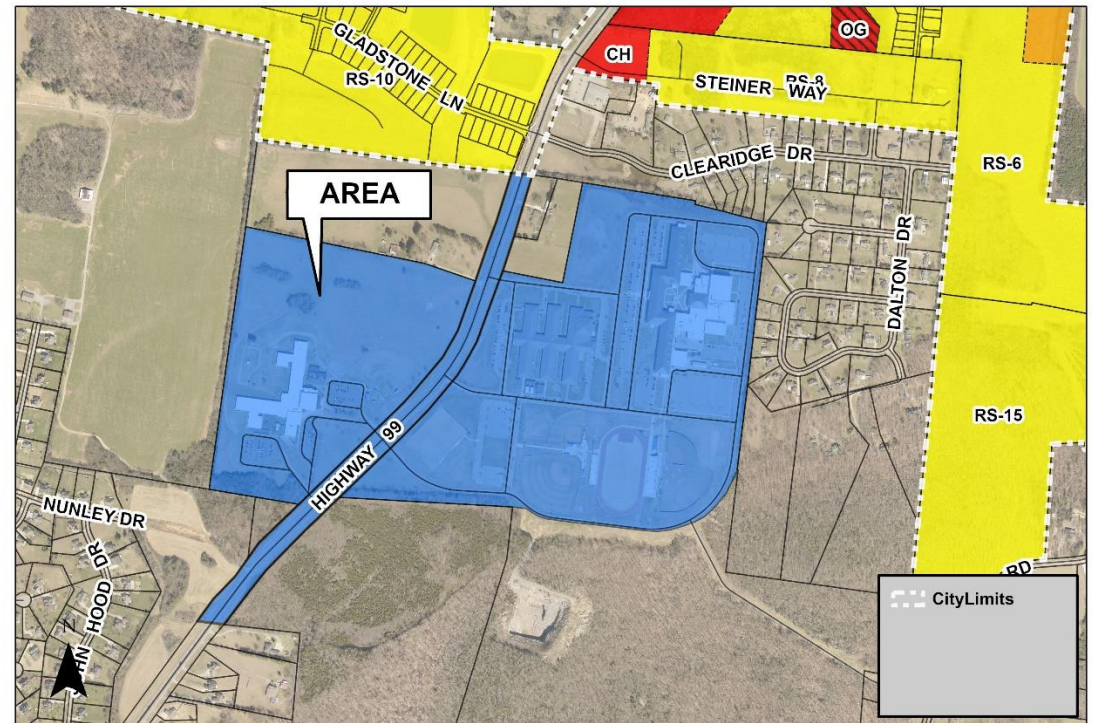 GLADSTONE LN
RS-10
CH
OG
STEINER WAY
RS-8
CLEARIDGE DR
RS-6
AREA
DALTON DR
RS-15
HIGHWAY 99
NUNLEY DR
JOHN HOOD DR
RD
CityLimits
N